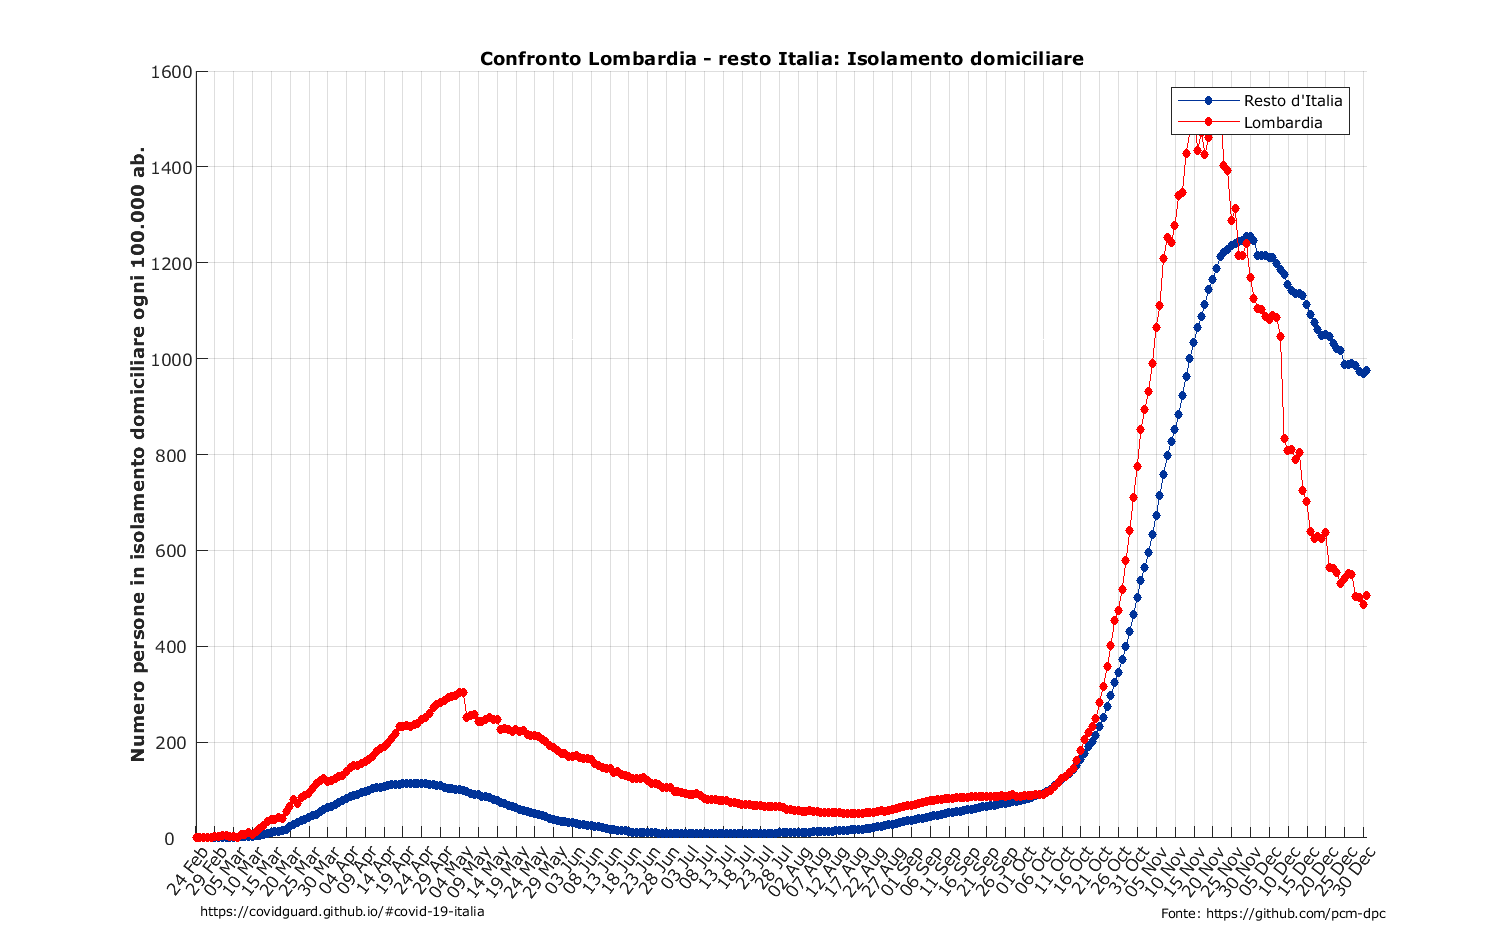 Confronto Lombardia - resto Italia: Isolamento domiciliare
Numero persone in isolamento domiciliare ogni 100.000 ab.
1600
1400
1200
1000
800
600
400
200
0
Resto d'Italia
Lombardia
24 Feb
29 Feb
05 Mar
10 Mar
15 Mar
20 Mar
25 Mar
30 Mar
04 Apr
09 Apr
14 Apr
19 Apr
24 Apr
29 Apr
04 May
09 May
14 May
19 May
24 May
29 May
03 Jun
08 Jun
13 Jun
18 Jun
23 Jun
28 Jun
03 Jul
08 Jul
13 Jul
18 Jul
23 Jul
28 Jul
02 Aug
07 Aug
12 Aug
17 Aug
22 Aug
27 Aug
01 Sep
06 Sep
11 Sep
16 Sep
21 Sep
26 Sep
01 Oct
06 Oct
11 Oct
16 Oct
21 Oct
26 Oct
31 Oct
05 Nov
10 Nov
15 Nov
20 Nov
25 Nov
30 Nov
05 Dec
10 Dec
15 Dec
20 Dec
25 Dec
30 Dec
https://covidguard.github.io/#covid-19-italia
Fonte: https://github.com/pcm-dpc